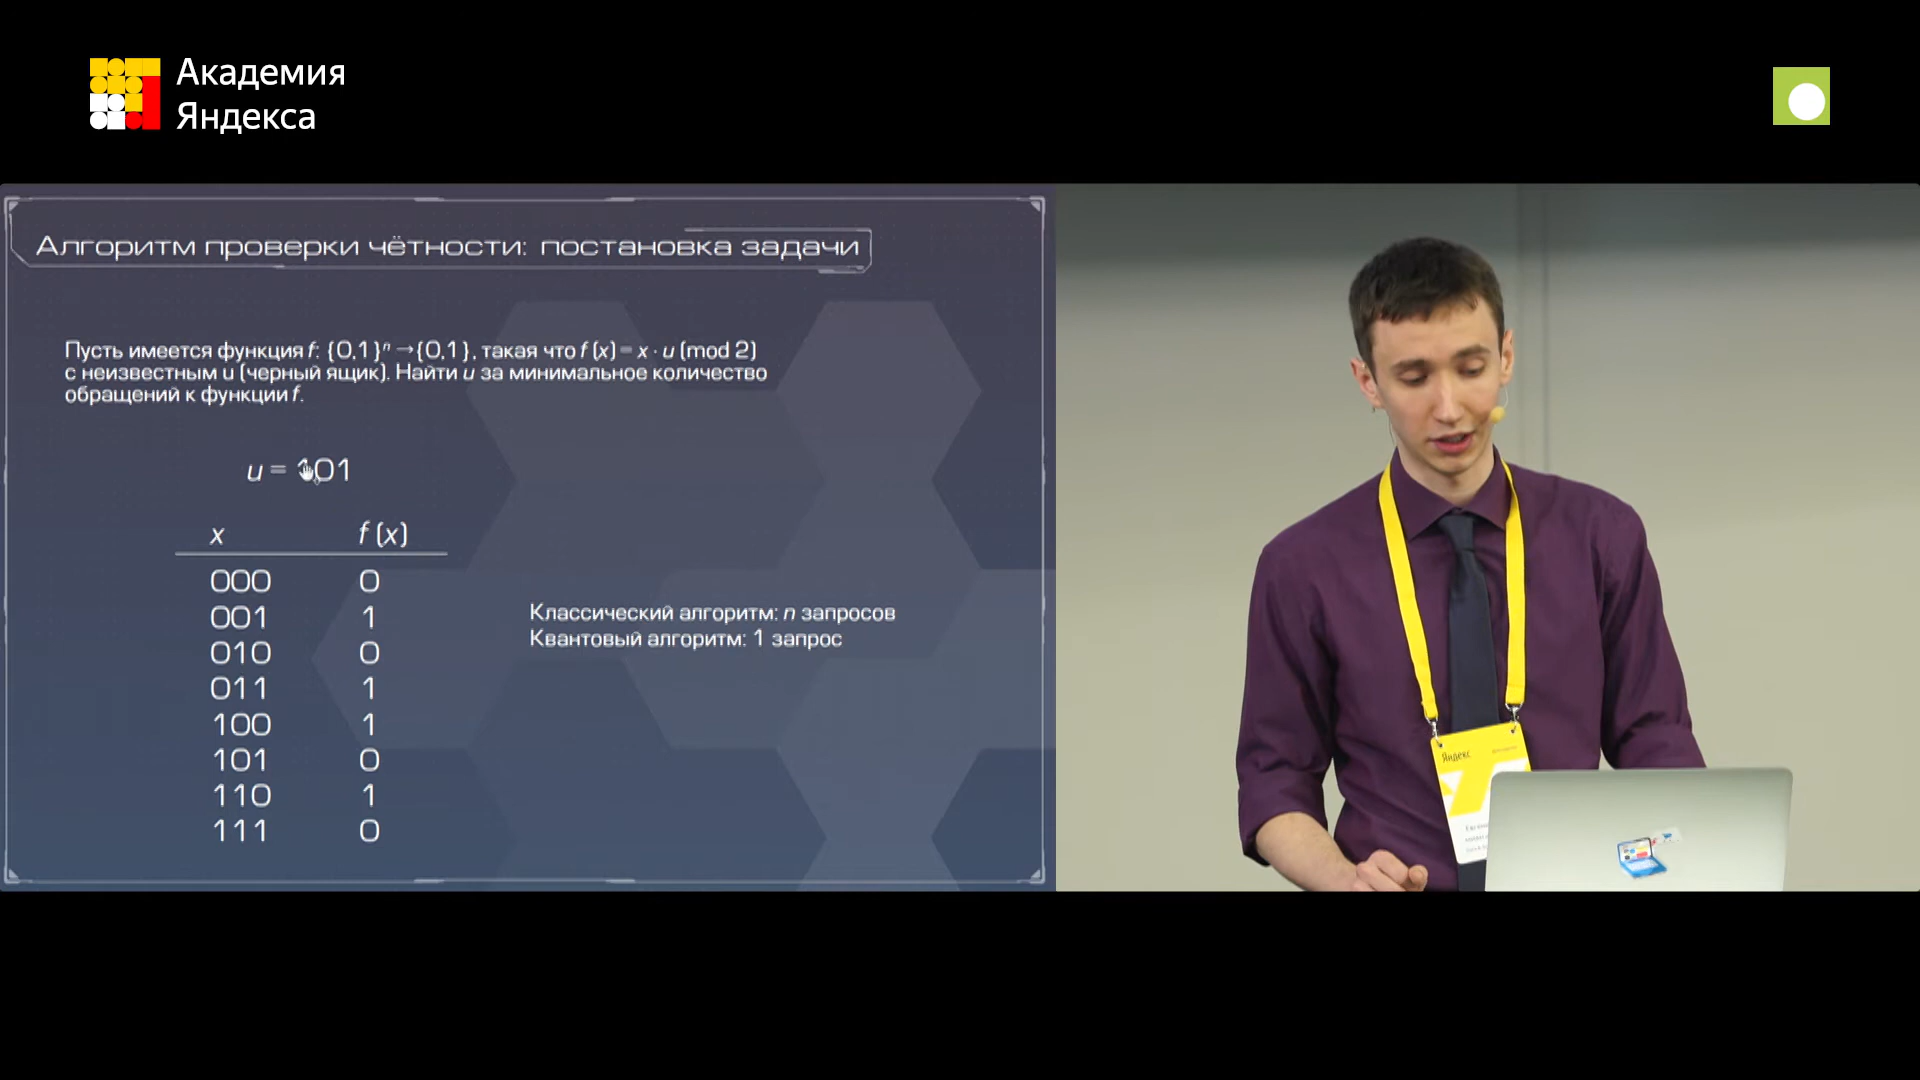 Академия
Яндекса
Алгоритм проверки чётности: постановка задачи
Пусть имеется функция f: {0,1}ⁿ → {0,1}, такая что f (x) = x · u (mod 2)
с неизвестным u (черный ящик). Найти u за минимальное количество
обращений к функции f.
u = 101
x f (x)
000 0
001 1
010 0
011 1
100 1
101 0
110 1
111 0
Классический алгоритм: n запросов
Квантовый алгоритм: 1 запрос
Яндекс